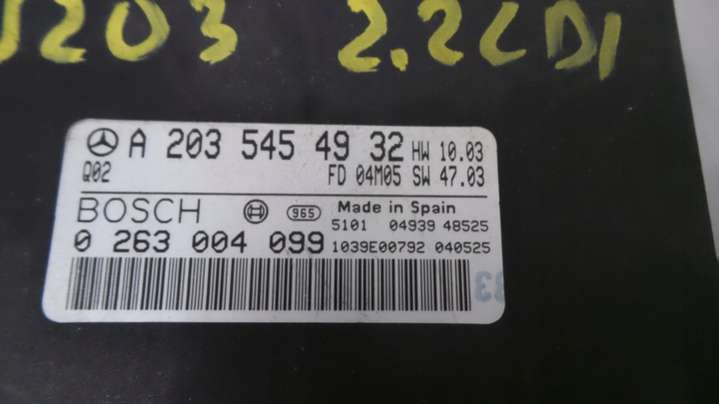 203 2.2CDI
A 203 545 49 32 HW 10.03
Q02 FD 04M05 SW 47.03
BOSCH 965 Made in Spain
5101 04939 48525
0 263 004 099 1039E00792 040525